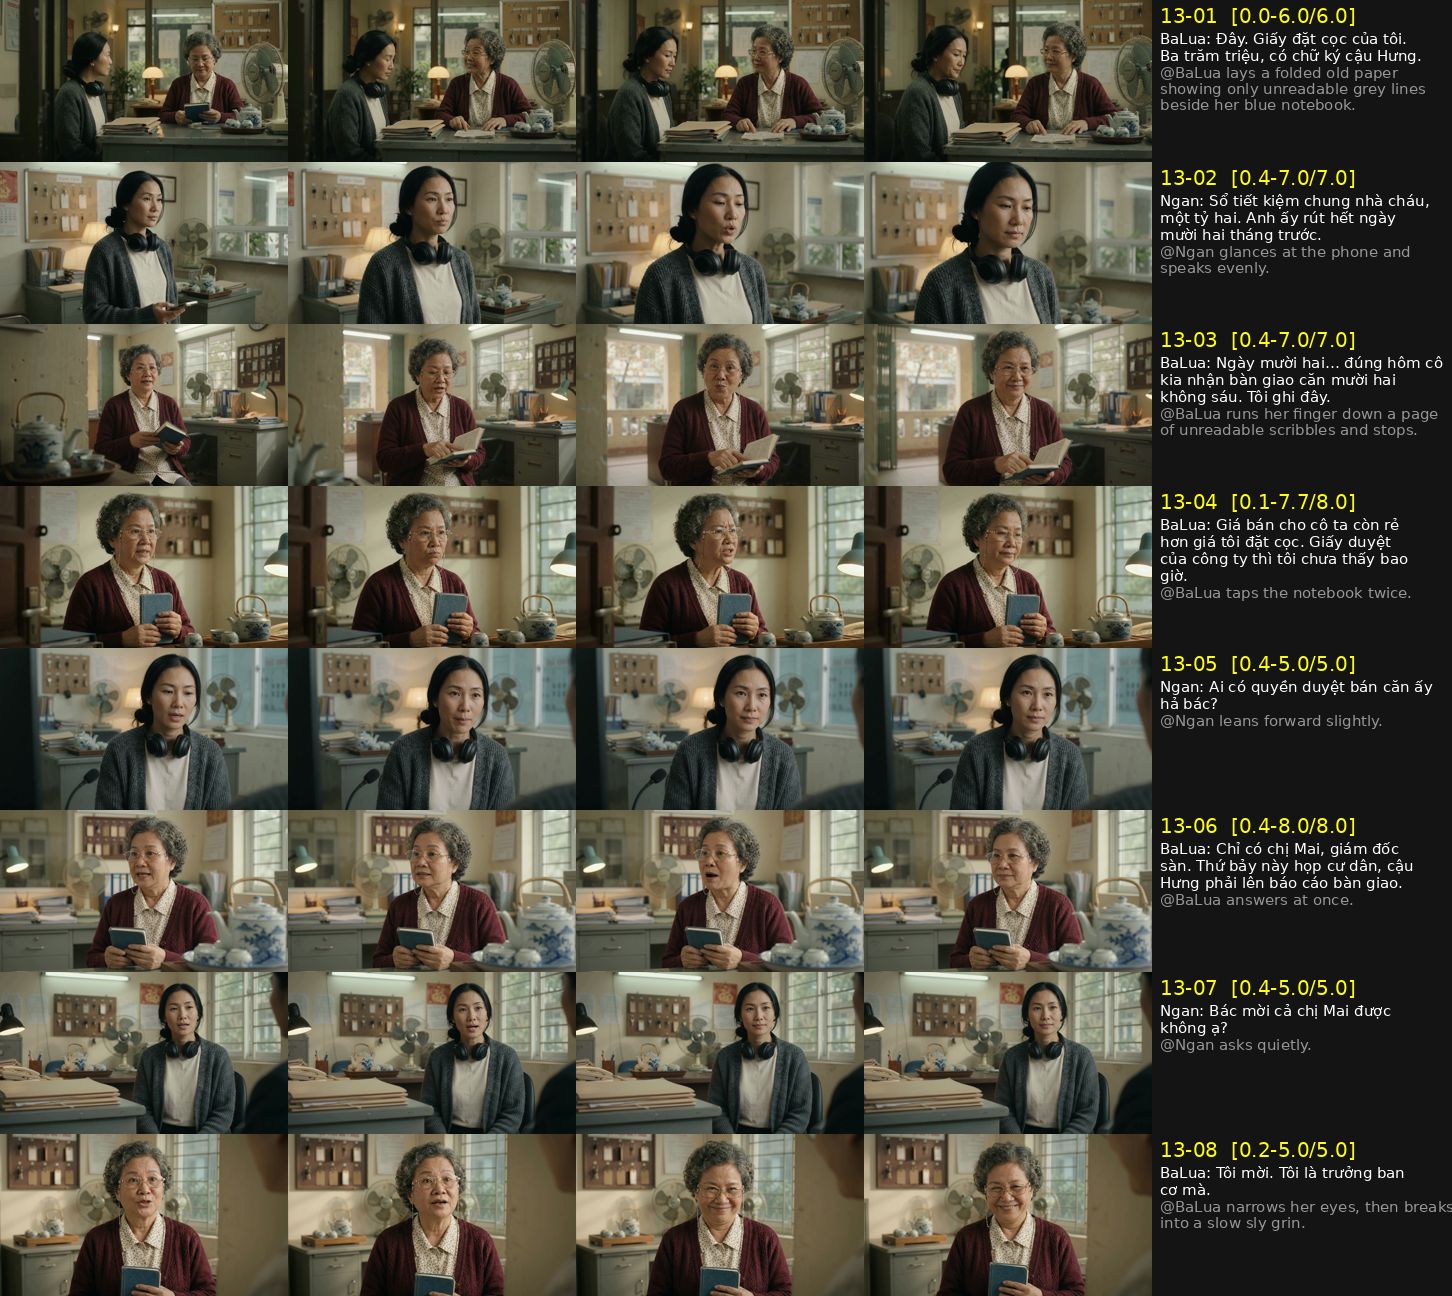 13-01 [0.0-6.0/6.0]
BaLua: Đây. Giấy đặt cọc của tôi.
Ba trăm triệu, có chữ ký cậu Hưng.
@BaLua lays a folded old paper
showing only unreadable grey lines
beside her blue notebook.
13-02 [0.4-7.0/7.0]
Ngan: Sổ tiết kiệm chung nhà cháu,
một tỷ hai. Anh ấy rút hết ngày
mười hai tháng trước.
@Ngan glances at the phone and
speaks evenly.
13-03 [0.4-7.0/7.0]
BaLua: Ngày mười hai... đúng hôm cô
kia nhận bàn giao căn mười hai
không sáu. Tôi ghi đây.
@BaLua runs her finger down a page
of unreadable scribbles and stops.
13-04 [0.1-7.7/8.0]
BaLua: Giá bán cho cô ta còn rẻ
hơn giá tôi đặt cọc. Giấy duyệt
của công ty thì tôi chưa thấy bao
giờ.
@BaLua taps the notebook twice.
13-05 [0.4-5.0/5.0]
Ngan: Ai có quyền duyệt bán căn ấy
hả bác?
@Ngan leans forward slightly.
13-06 [0.4-8.0/8.0]
BaLua: Chỉ có chị Mai, giám đốc
sàn. Thứ bảy này họp cư dân, cậu
Hưng phải lên báo cáo bàn giao.
@BaLua answers at once.
13-07 [0.4-5.0/5.0]
Ngan: Bác mời cả chị Mai được
không ạ?
@Ngan asks quietly.
13-08 [0.2-5.0/5.0]
BaLua: Tôi mời. Tôi là trưởng ban
cơ mà.
@BaLua narrows her eyes, then breaks
into a slow sly grin.